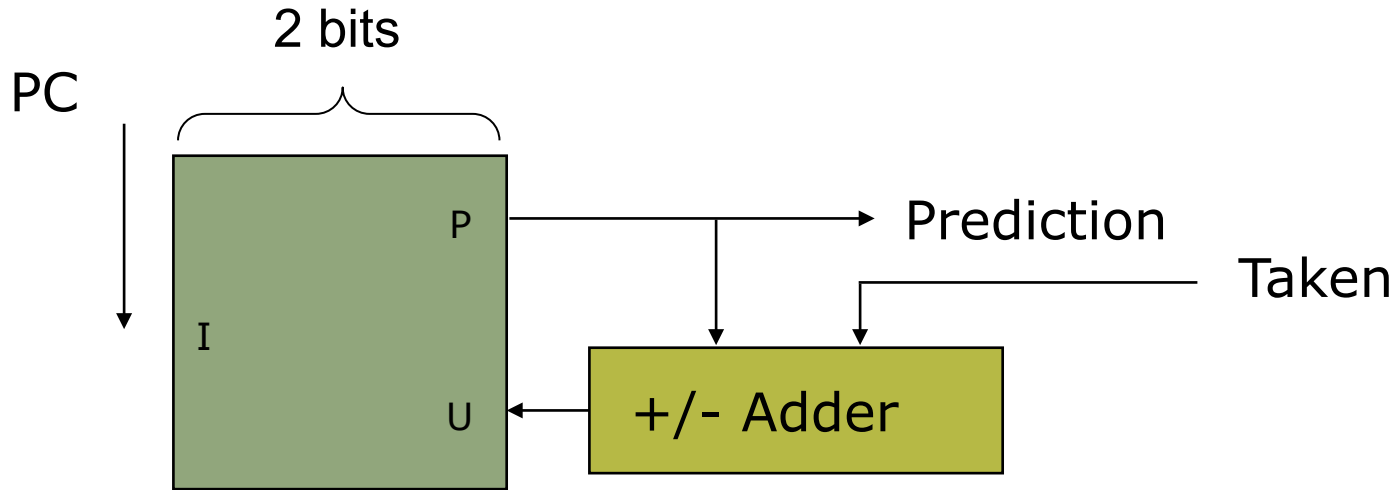 2 bits
PC
P
Prediction
Taken
I
U
+/- Adder